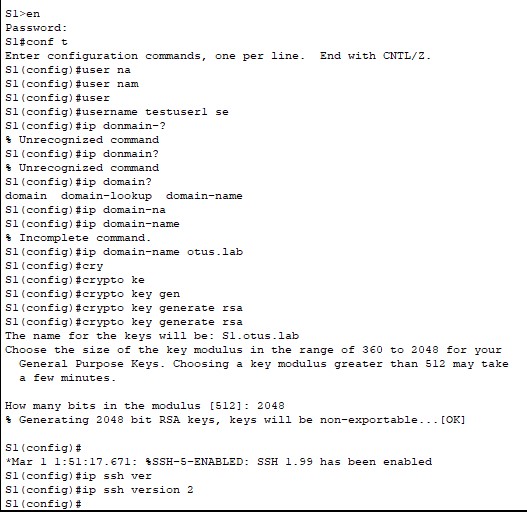 S1>en
Password:
S1#conf t
Enter configuration commands, one per line.  End with CNTL/Z.
S1(config)#user na
S1(config)#user nam
S1(config)#user
S1(config)#username testuser1 se
S1(config)#ip donmain-?
% Unrecognized command
S1(config)#ip donmain?
% Unrecognized command
S1(config)#ip domain?
domain  domain-lookup  domain-name
S1(config)#ip domain-na
S1(config)#ip domain-name
% Incomplete command.
S1(config)#ip domain-name otus.lab
S1(config)#cry
S1(config)#crypto ke
S1(config)#crypto key gen
S1(config)#crypto key generate rsa
S1(config)#crypto key generate rsa
The name for the keys will be: S1.otus.lab
Choose the size of the key modulus in the range of 360 to 2048 for your
  General Purpose Keys. Choosing a key modulus greater than 512 may take
  a few minutes.

How many bits in the modulus [512]: 2048
% Generating 2048 bit RSA keys, keys will be non-exportable...[OK]

S1(config)#
*Mar 1 1:51:17.671: %SSH-5-ENABLED: SSH 1.99 has been enabled
S1(config)#ip ssh ver
S1(config)#ip ssh version 2
S1(config)#